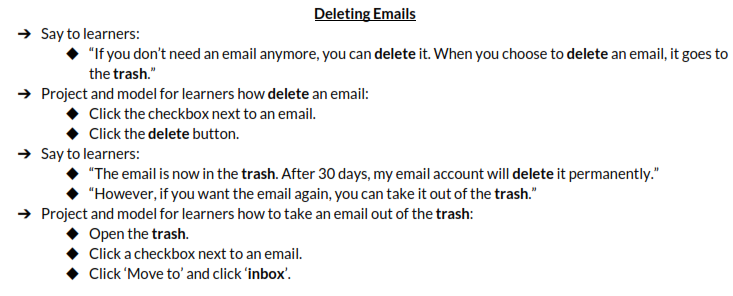 Deleting Emails
➔ Say to learners:
◆ “If you don’t need an email anymore, you can delete it. When you choose to delete an email, it goes to
the trash.”
➔ Project and model for learners how delete an email:
◆ Click the checkbox next to an email.
◆ Click the delete button.
➔ Say to learners:
◆ “The email is now in the trash. After 30 days, my email account will delete it permanently.”
◆ “However, if you want the email again, you can take it out of the trash.”
➔ Project and model for learners how to take an email out of the trash:
◆ Open the trash.
◆ Click a checkbox next to an email.
◆ Click ‘Move to’ and click ‘inbox’.